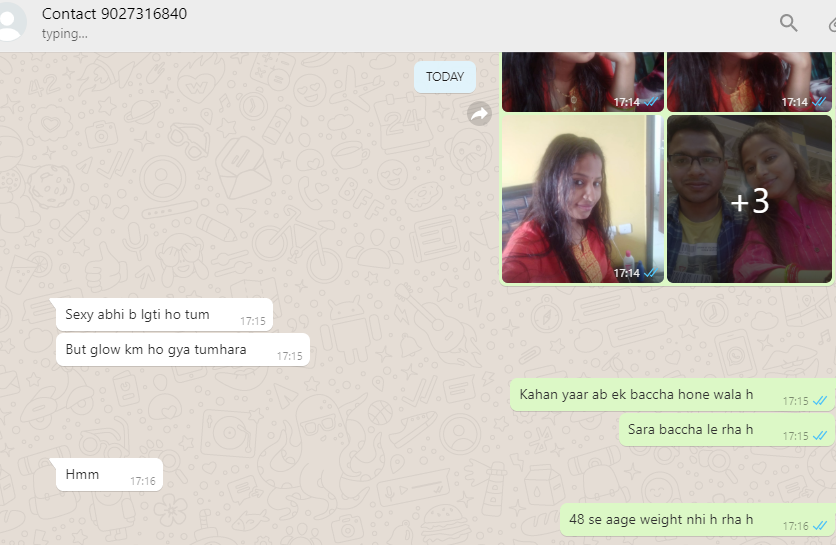 Contact 9027316840
typing...
TODAY
17:14
17:14
17:14
+3
Sexy abhi b lgti ho tum
17:15
But glow km ho gya tumhara
17:15
Kahan yaar ab ek baccha hone wala h
17:15
Sara baccha le rha h
17:15
Hmm
17:16
48 se aage weight nhi h rha h
17:16